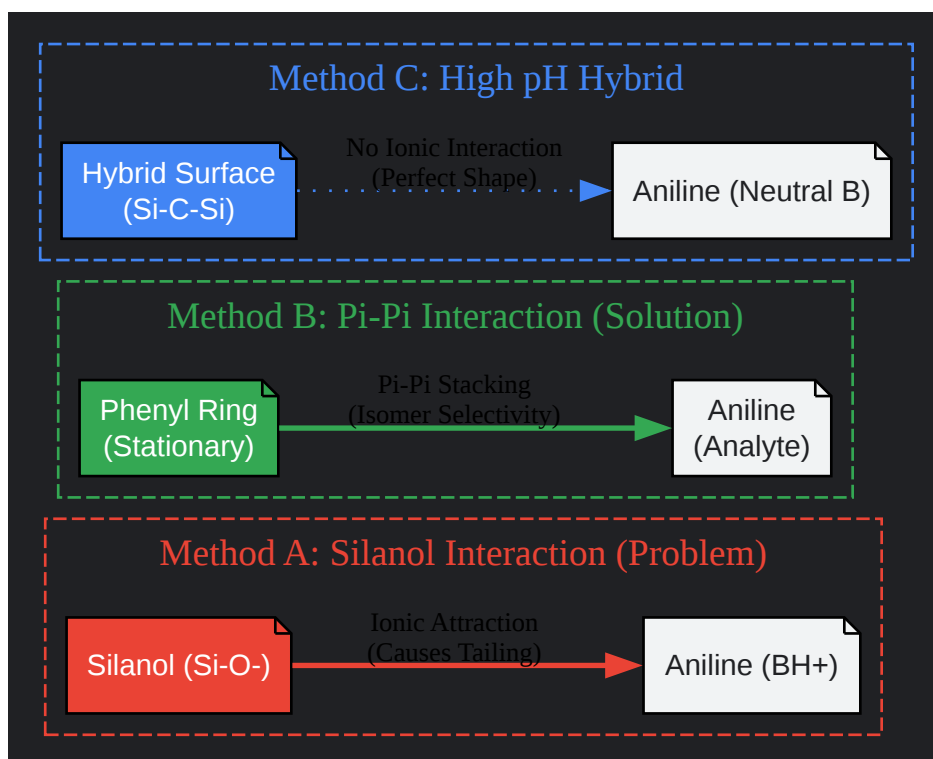 Method C: High pH Hybrid
Hybrid Surface
(Si-C-Si)
No Ionic Interaction
(Perfect Shape)
Aniline (Neutral B)
Method B: Pi-Pi Interaction (Solution)
Phenyl Ring
(Stationary)
Pi-Pi Stacking
(Isomer Selectivity)
Aniline
(Analyte)
Method A: Silanol Interaction (Problem)
Silanol (Si-O-)
Ionic Attraction
(Causes Tailing)
Aniline (BH+)